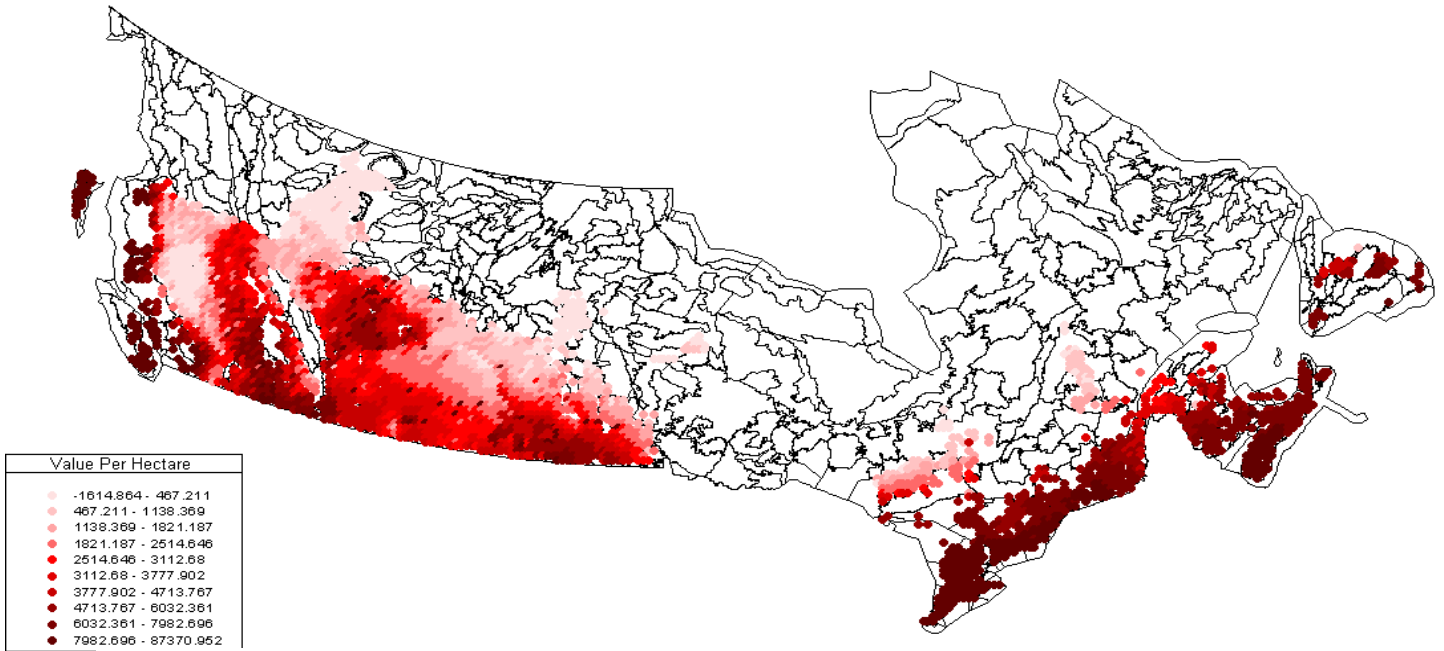 Value Per Hectare
-1614.864 - 467.211
467.211 - 1138.369
1138.369 - 1821.187
1821.187 - 2514.646
2514.646 - 3112.68
3112.68 - 3777.902
3777.902 - 4713.767
4713.767 - 6032.361
6032.361 - 7982.696
7982.696 - 87370.952